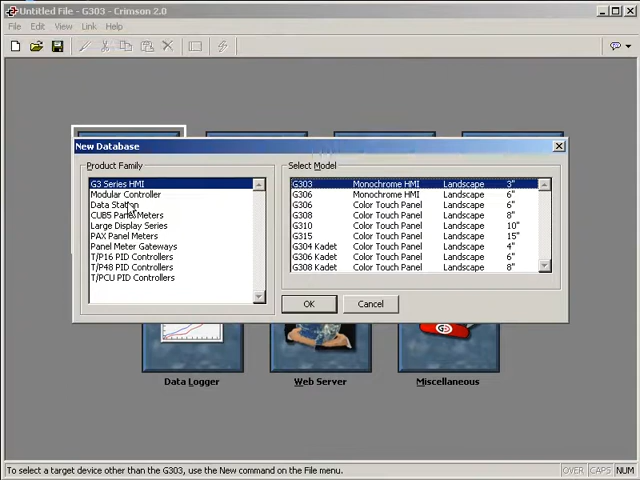 Untitled File - G303 - Crimson 2.0
File Edit View Link Help
New Database
Product Family
Select Model
G3 Series HMI
Modular Controller
Data Station
CUB5 Panel Meters
Large Display Series
PAX Panel Meters
Panel Meter Gateways
T/P16 PID Controllers
T/P48 PID Controllers
T/PCU PID Controllers
G303 Monochrome HMI Landscape 3"
G306 Monochrome HMI Landscape 6"
G306 Color Touch Panel Landscape 6"
G308 Color Touch Panel Landscape 8"
G310 Color Touch Panel Landscape 10"
G315 Color Touch Panel Landscape 15"
G304 Kadet Color Touch Panel Landscape 4"
G306 Kadet Color Touch Panel Landscape 6"
G308 Kadet Color Touch Panel Landscape 8"
OK Cancel
Data Logger Web Server Miscellaneous
To select a target device other than the G303, use the New command on the File menu. OVER CAPS NUM